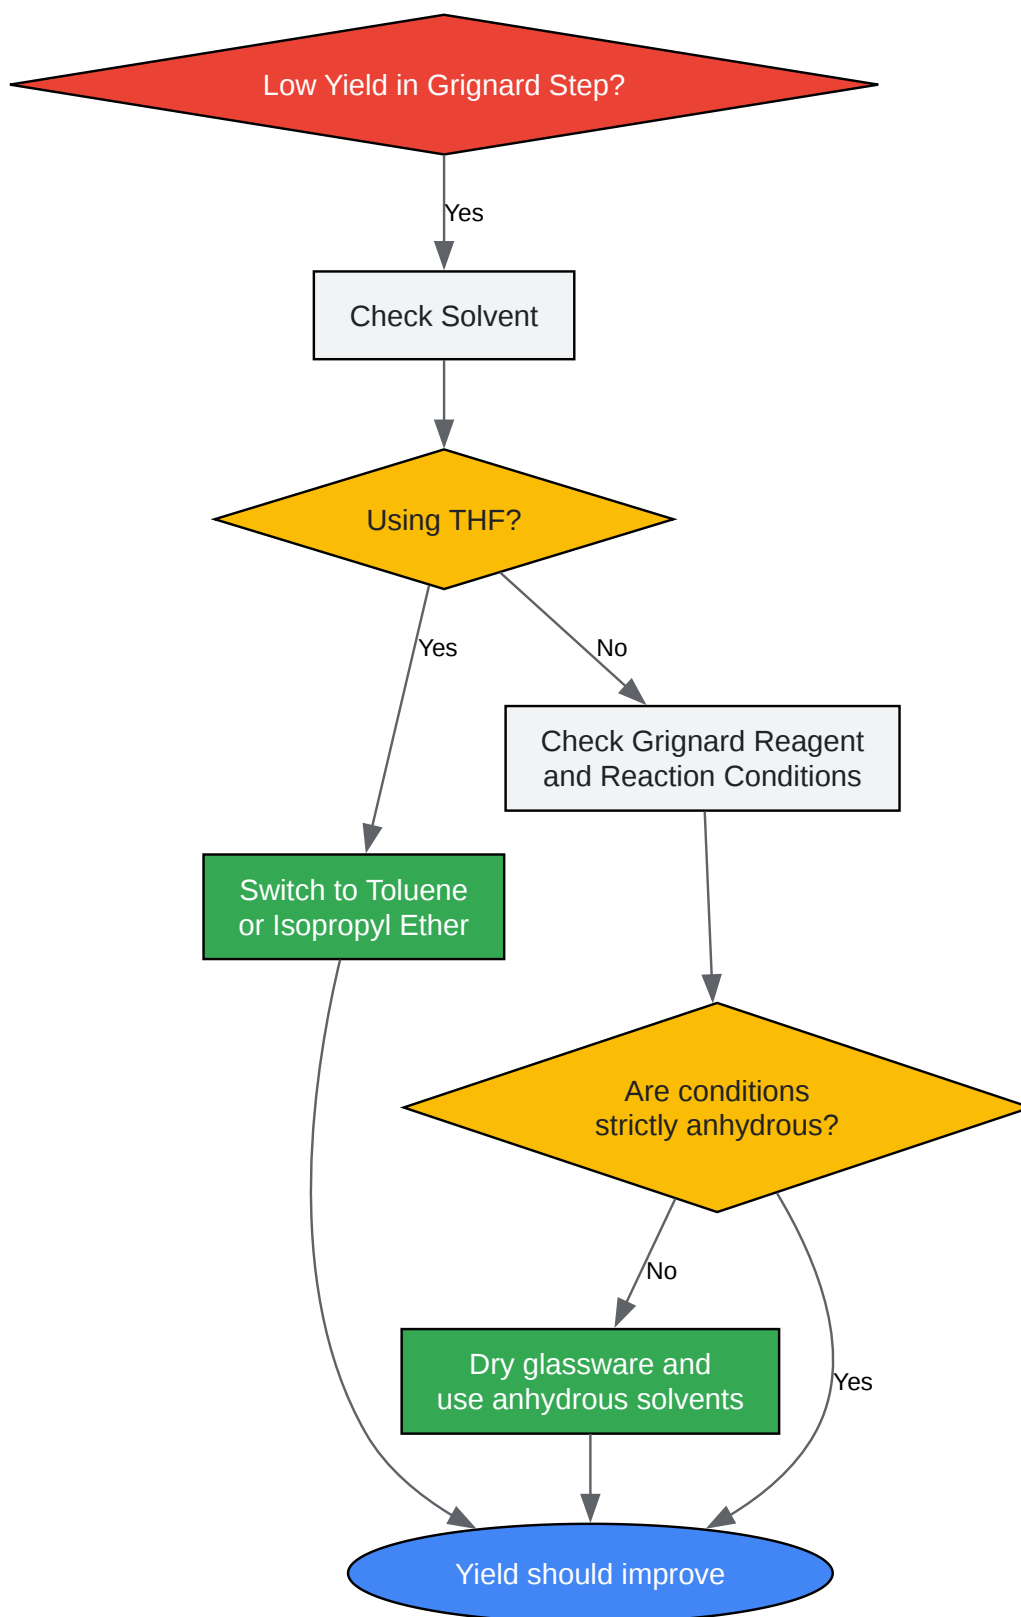 Low Yield in Grignard Step?
Yes
Check Solvent
Using THF?
Yes
No
Check Grignard Reagent
and Reaction Conditions
Switch to Toluene
or Isopropyl Ether
Are conditions
strictly anhydrous?
No
Dry glassware and
use anhydrous solvents
Yes
Yield should improve